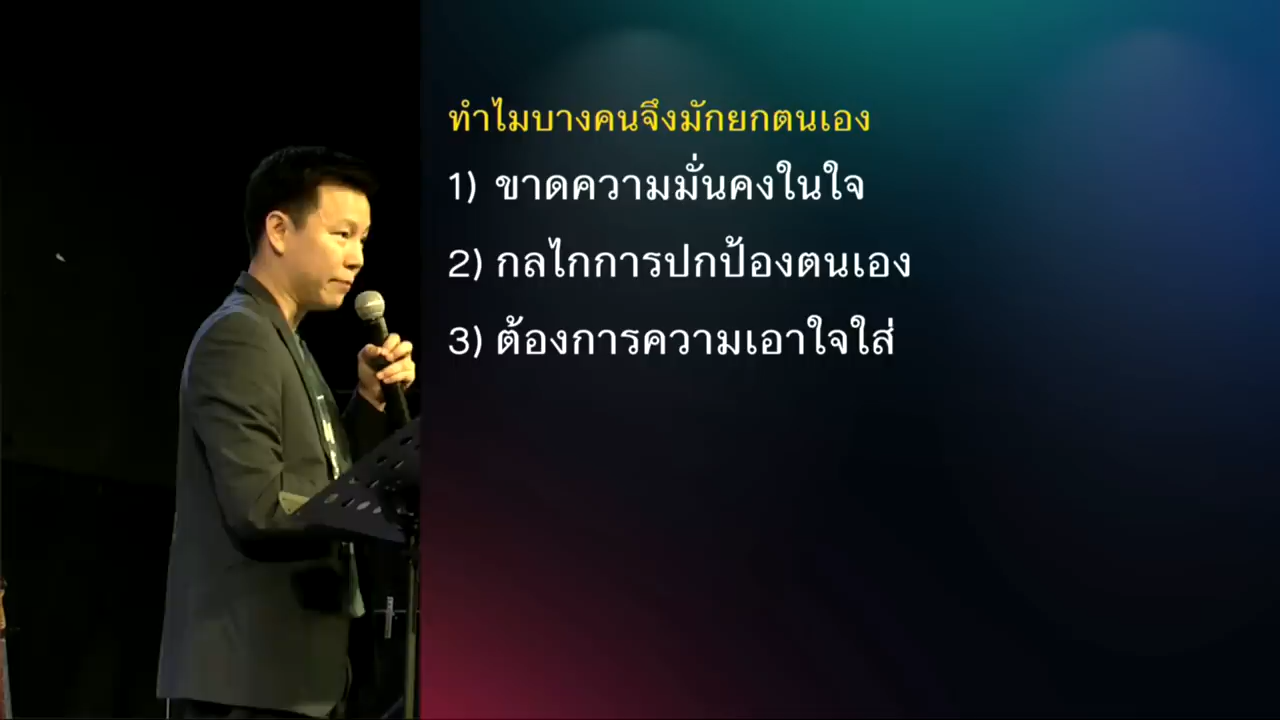 ทำไมบางคนจึงมักยกตนเอง
1) ขาดความมั่นคงในใจ
2) กลไกการปกป้องตนเอง
3) ต้องการความเอาใจใส่